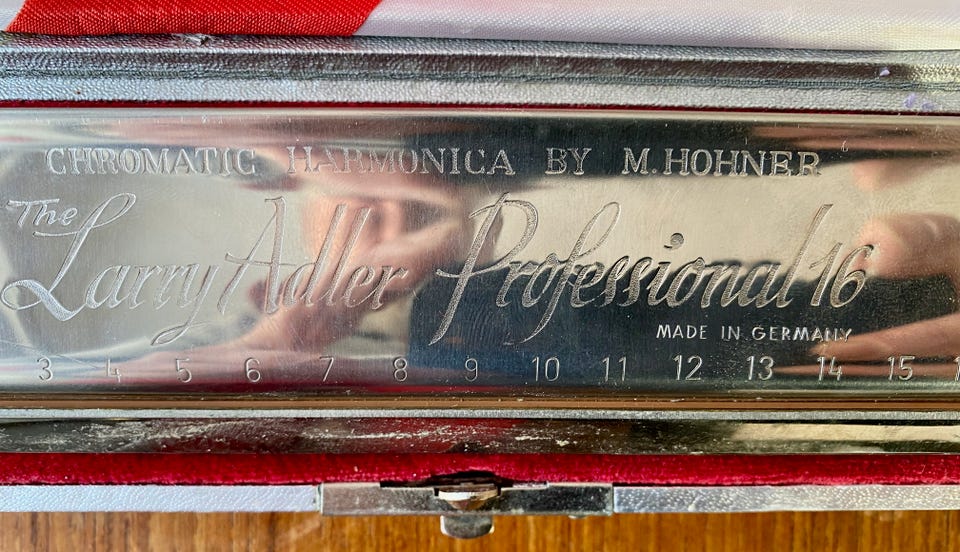 CHROMATIC HARMONICA BY M. HOHNER
The
Larry Adler Professional 16
MADE IN GERMANY
3 4 5 6 7 8 9 10 11 12 13 14 15